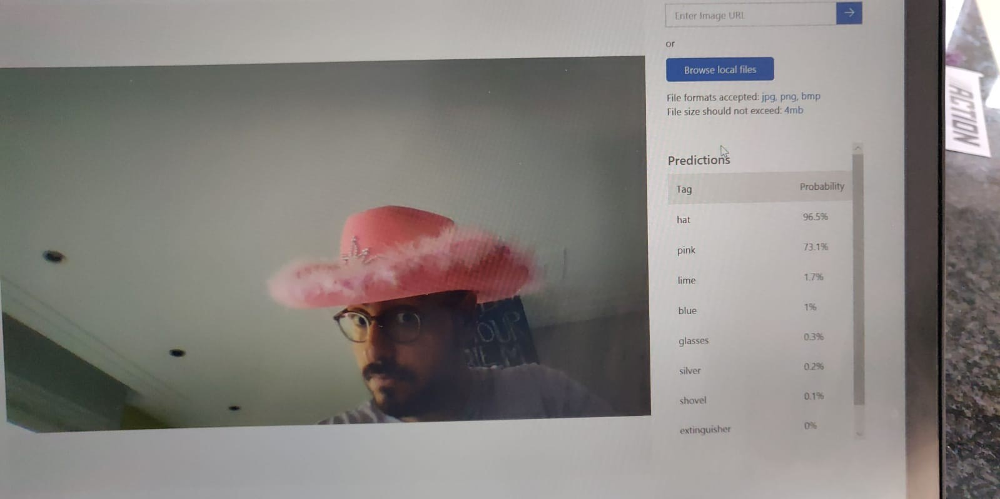 Enter Image URL
or
Browse local files
File formats accepted: jpg, png, bmp
File size should not exceed: 4mb
Predictions
Tag Probability
hat 96.5%
pink 73.1%
lime 1.7%
blue 1%
glasses 0.3%
silver 0.2%
shovel 0.1%
extinguisher 0%
OUR
ACTION